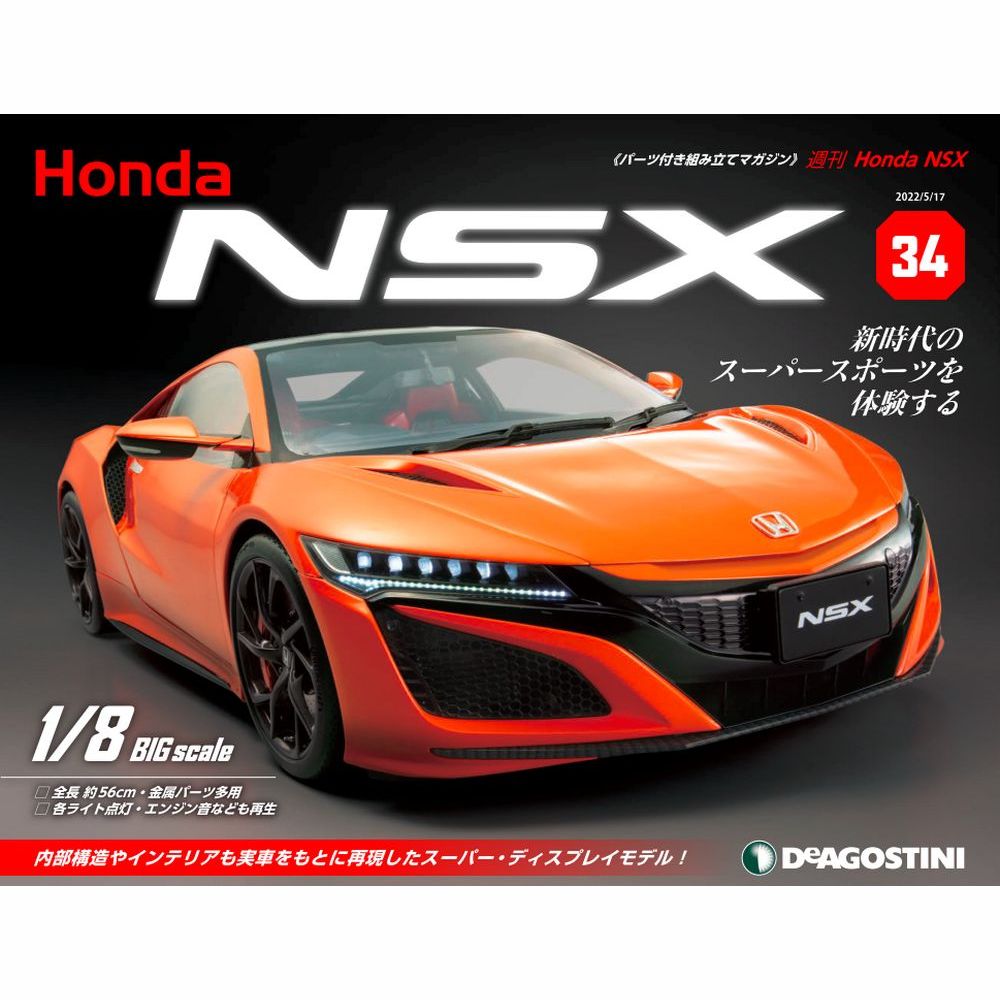 Honda
NSX
《パーツ付き組み立てマガジン》 週刊 Honda NSX
2022/5/17
34
新時代の
スーパースポーツを
体験する
NSX
1/8 BIG scale
□ 全長 約56cm・金属パーツ多用
□ 各ライト点灯・エンジン音なども再生
内部構造やインテリアも実車をもとに再現したスーパー・ディスプレイモデル！
DeAGOSTINI